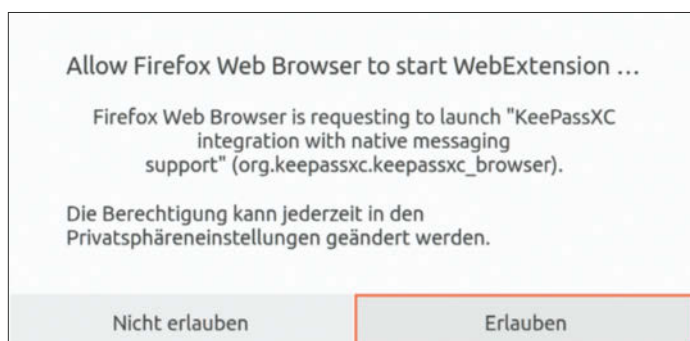 Allow Firefox Web Browser to start WebExtension …
Firefox Web Browser is requesting to launch "KeePassXC
integration with native messaging
support" (org.keepassxc.keepassxc_browser).
Die Berechtigung kann jederzeit in den
Privatsphäreneinstellungen geändert werden.
Nicht erlauben
Erlauben